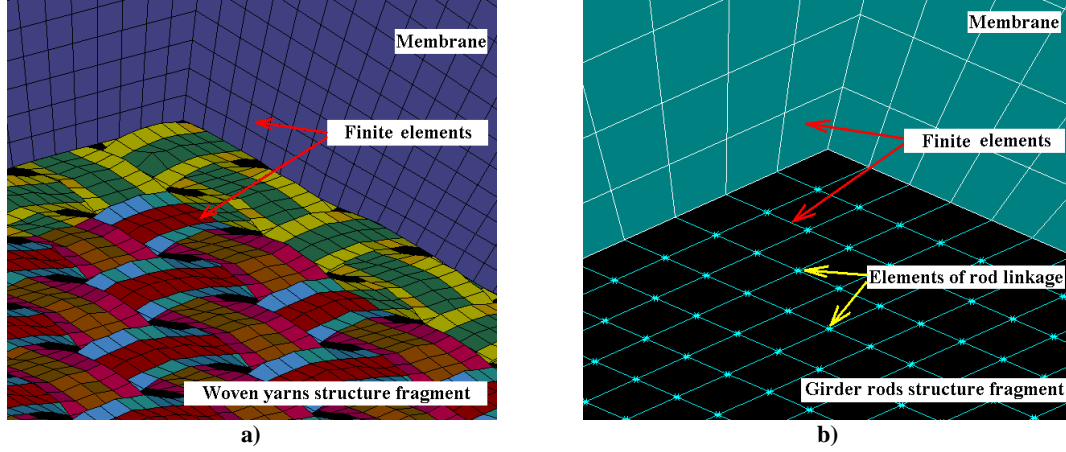 Membrane
Finite elements
Woven yarns structure fragment
a)
Membrane
Finite elements
Elements of rod linkage
Girder rods structure fragment
b)